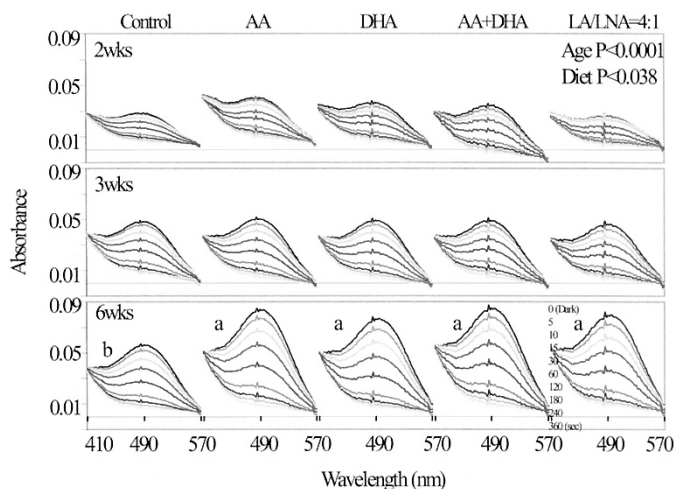 Control AA DHA AA+DHA LA/LNA=4:1
0.09
2wks
Age P<0.0001
Diet P<0.038
0.05
0.01
0.09
3wks
0.05
0.01
0.09
6wks
b a a a a
0.05
0.01
0 (Dark)
5
10
15
30
60
120
180
240
360 (sec)
410 490 570 490 570 490 570 490 570 490 570
Absorbance
Wavelength (nm)